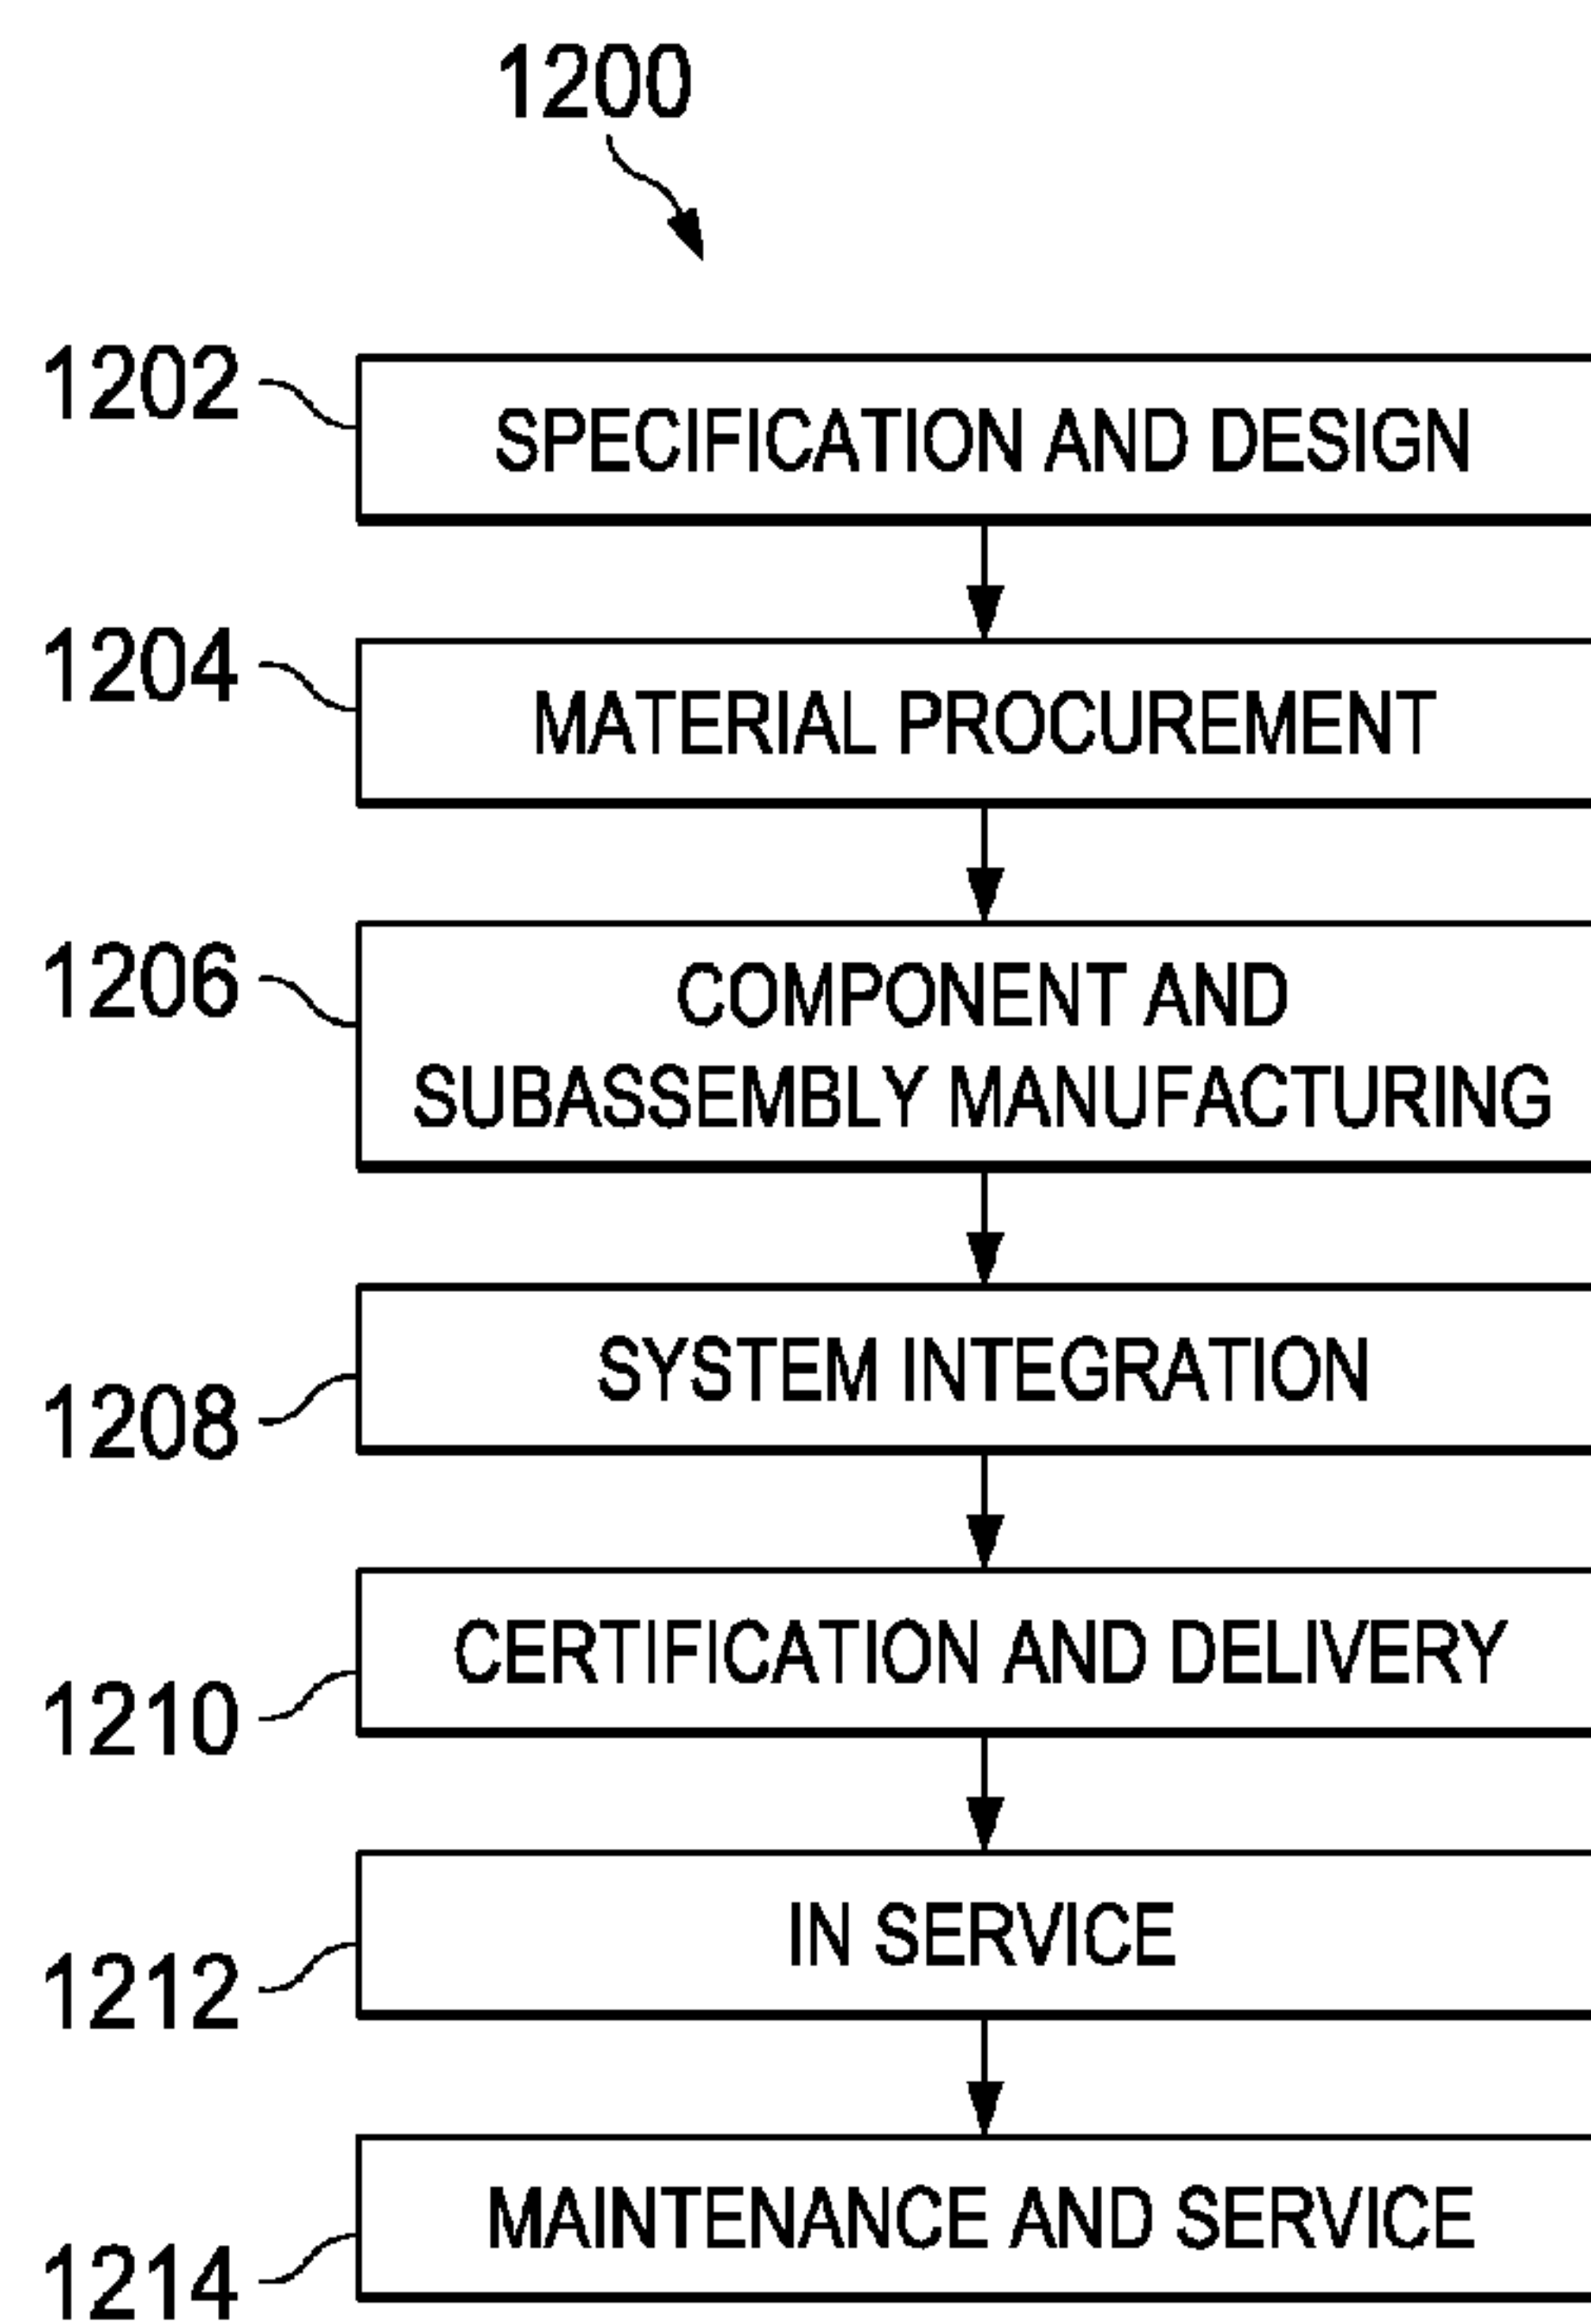 1200
1202
SPECIFICATION AND DESIGN
1204
MATERIAL PROCUREMENT
1206
COMPONENT AND
SUBASSEMBLY MANUFACTURING
1208
SYSTEM INTEGRATION
1210
CERTIFICATION AND DELIVERY
1212
IN SERVICE
1214
MAINTENANCE AND SERVICE